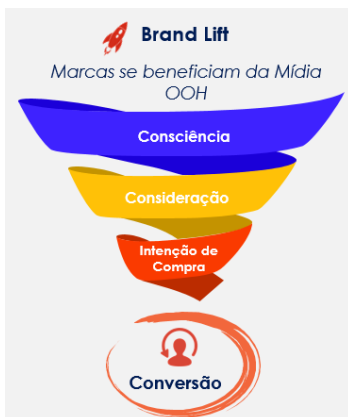 Brand Lift
Marcas se beneficiam da Mídia
OOH
Consciência
Consideração
Intenção de
Compra
Conversão